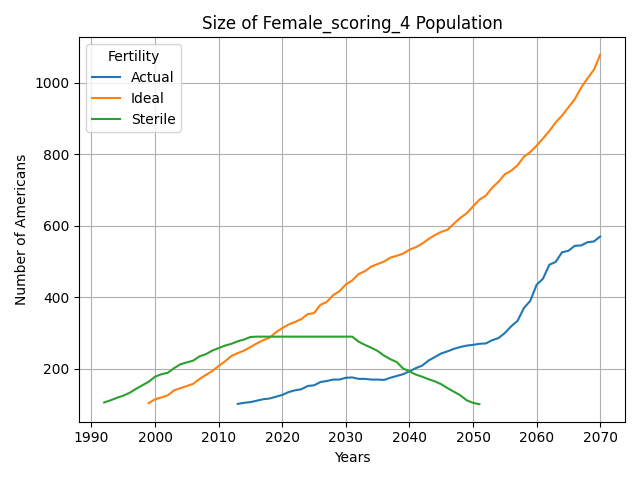 Size of Female_scoring_4 Population
Fertility
Actual
Ideal
Sterile
Number of Americans
1000
800
600
400
200
1990 2000 2010 2020 2030 2040 2050 2060 2070
Years